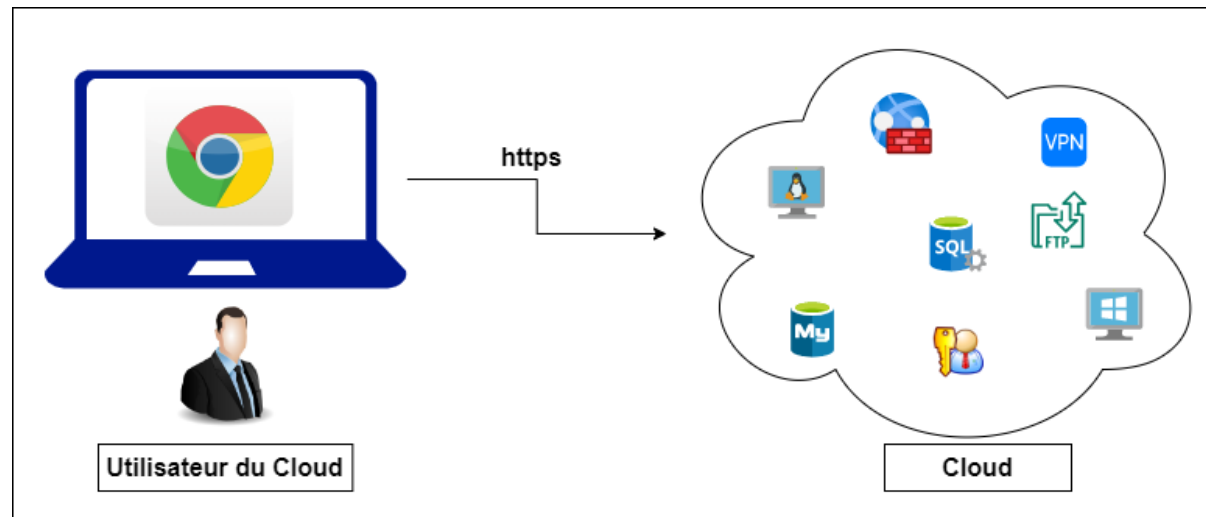 https
VPN
SQL
FTP
My
Utilisateur du Cloud
Cloud